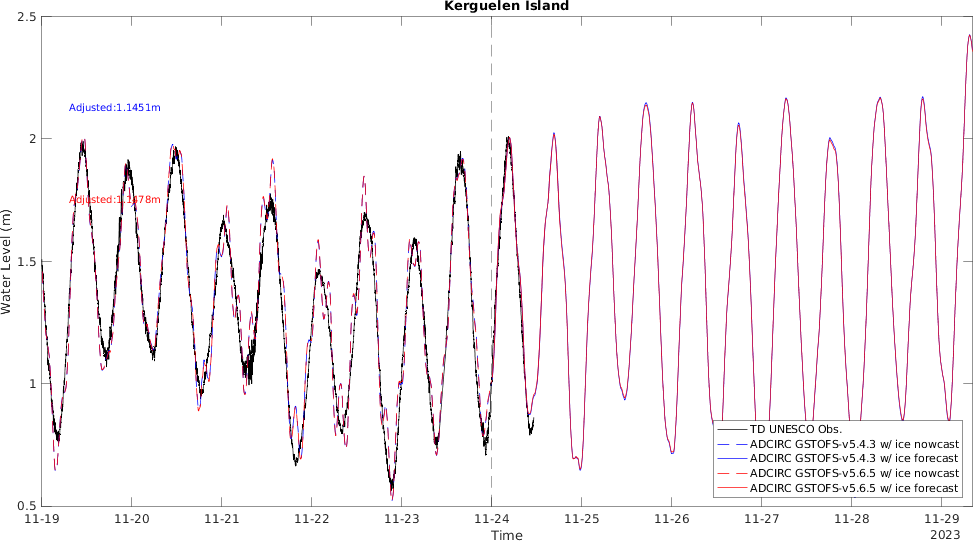 Kerguelen Island
2.5
2
1.5
1
0.5
Water Level (m)
Adjusted:1.1451m
Adjusted:1.1478m
TD UNESCO Obs.
ADCIRC GSTOFS-v5.4.3 w/ ice nowcast
ADCIRC GSTOFS-v5.4.3 w/ ice forecast
ADCIRC GSTOFS-v5.6.5 w/ ice nowcast
ADCIRC GSTOFS-v5.6.5 w/ ice forecast
11-19 11-20 11-21 11-22 11-23 11-24 11-25 11-26 11-27 11-28 11-29
2023
Time